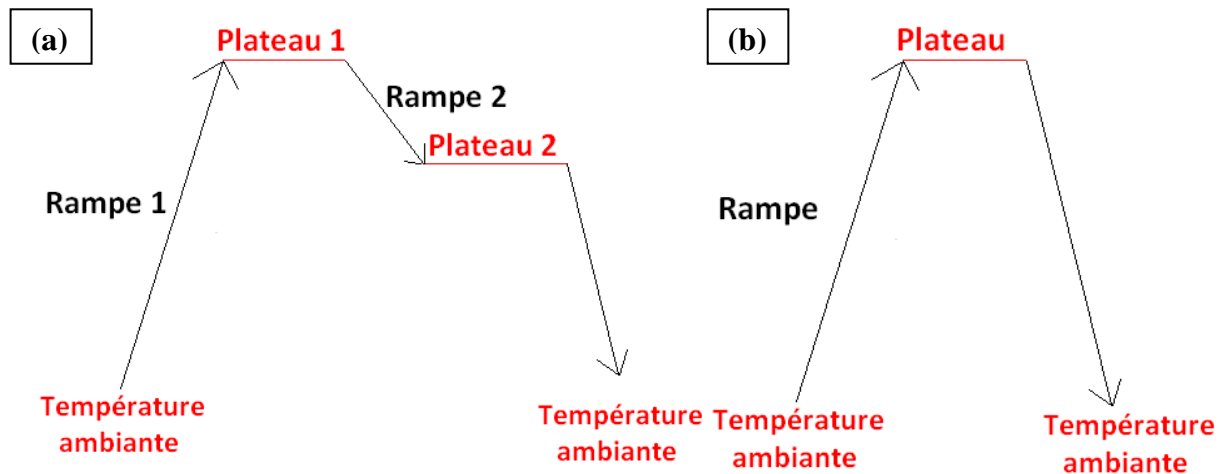 (a)
Plateau 1
Rampe 2
Plateau 2
Rampe 1
Température
ambiante
Température
ambiante
(b)
Plateau
Rampe
Température
ambiante
Température
ambiante